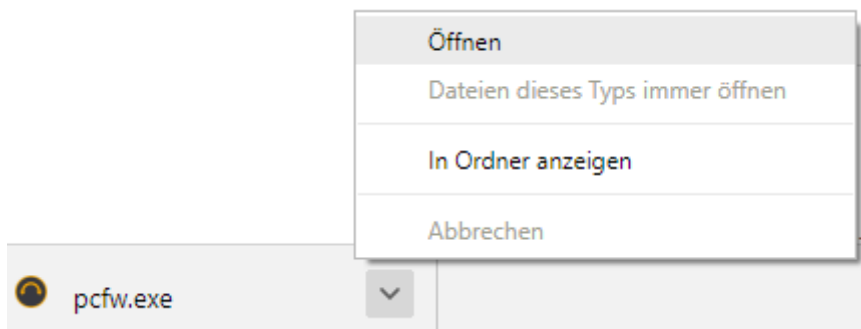 Öffnen
Dateien dieses Typs immer öffnen
In Ordner anzeigen
Abbrechen
pcfw.exe